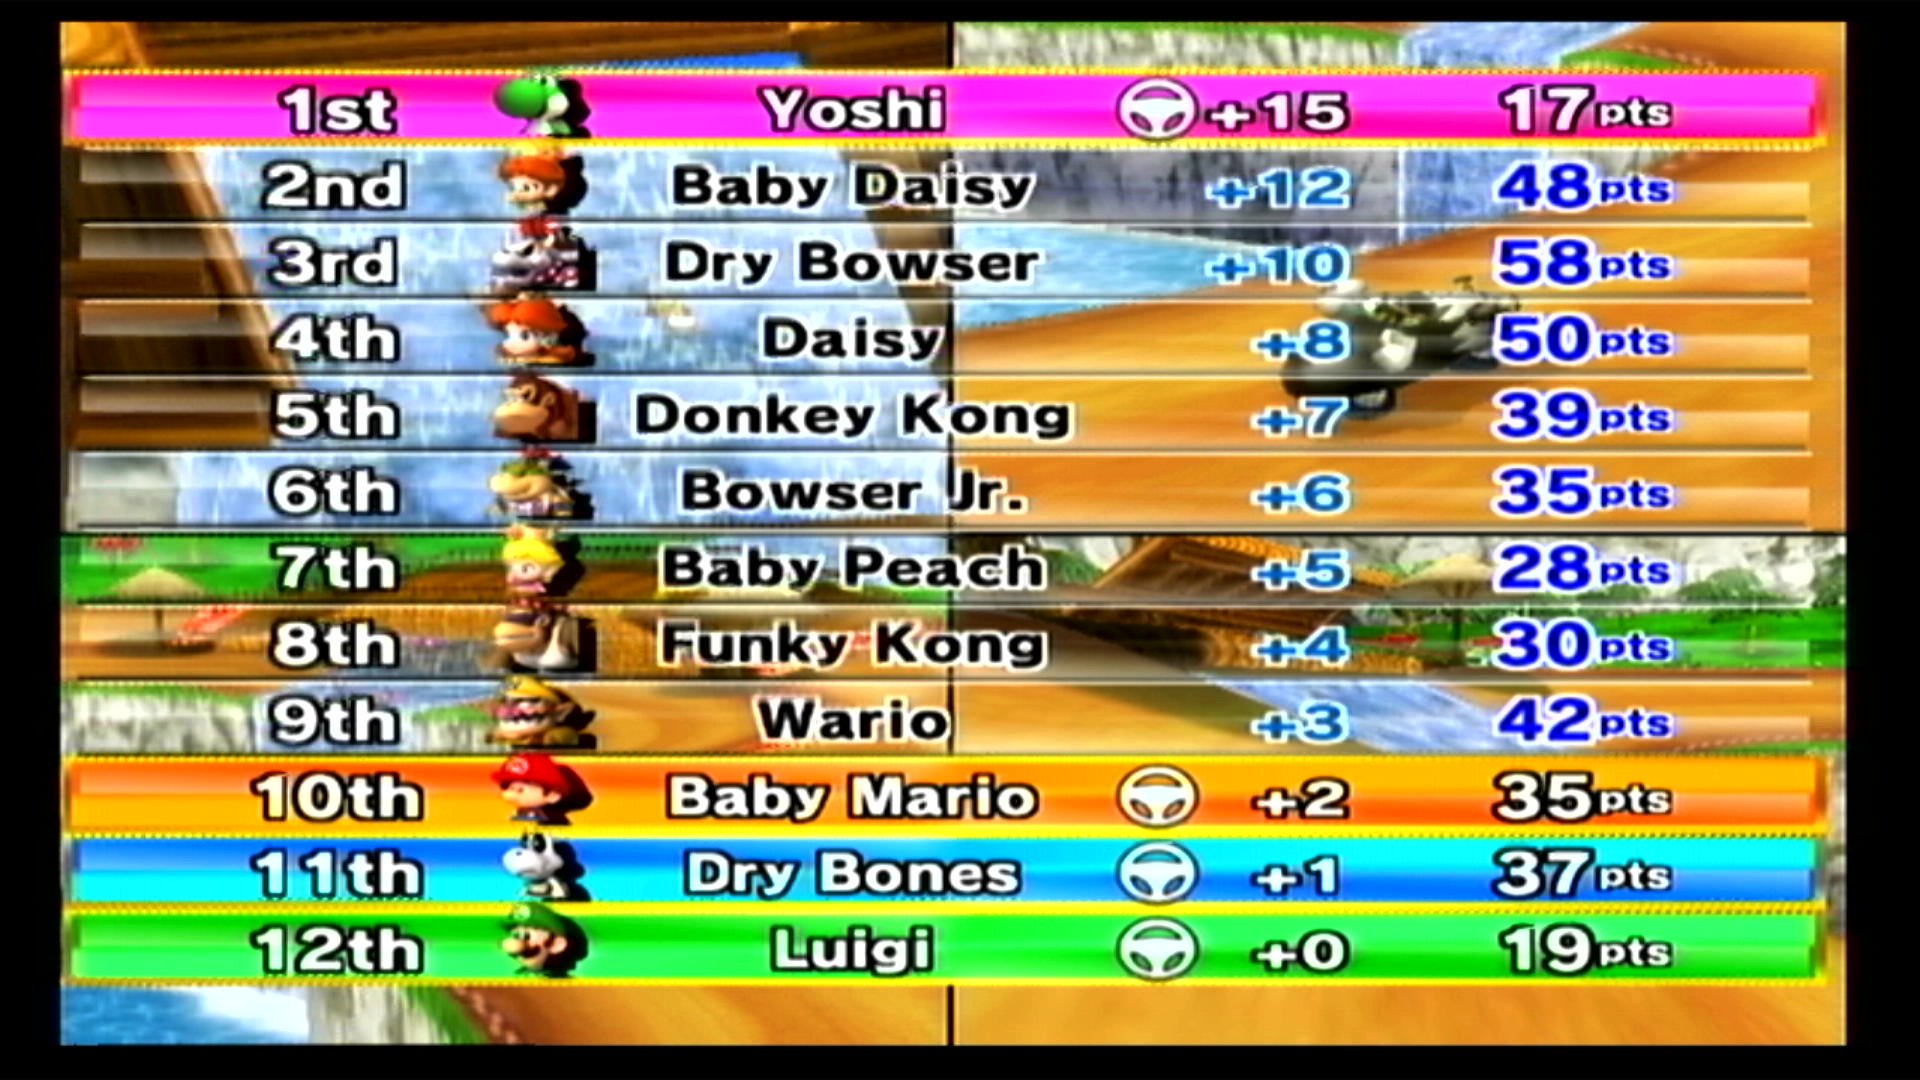 1st Yoshi +15 17pts
2nd Baby Daisy +12 48pts
3rd Dry Bowser +10 58pts
4th Daisy +8 50pts
5th Donkey Kong +7 39pts
6th Bowser Jr. +6 35pts
7th Baby Peach +5 28pts
8th Funky Kong +4 30pts
9th Wario +3 42pts
10th Baby Mario +2 35pts
11th Dry Bones +1 37pts
12th Luigi +0 19pts